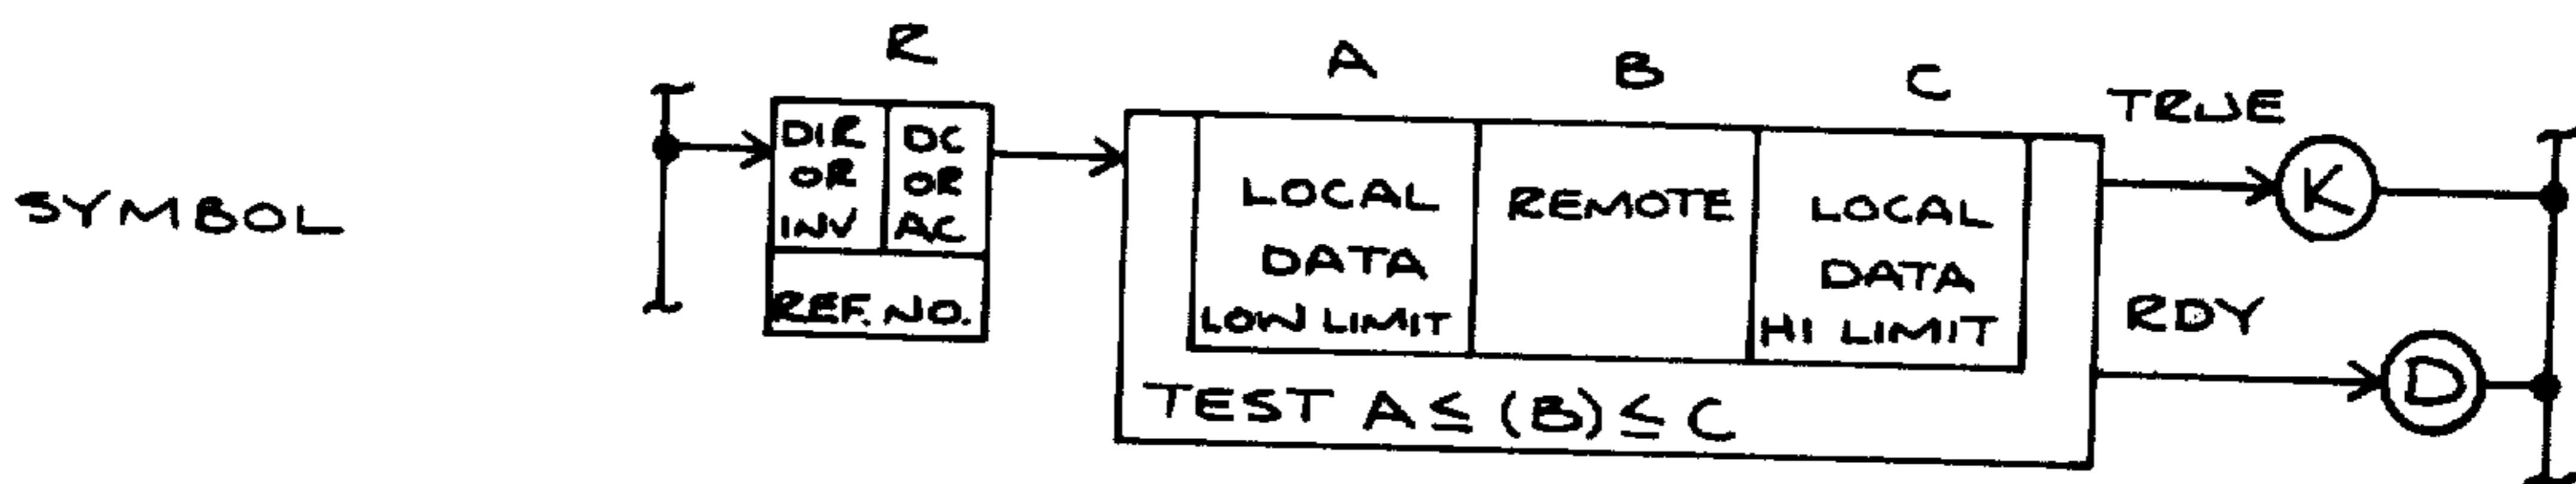 SYMBOL
R
DIR OR INV
DC OR AC
REF. NO.
A
B
C
LOCAL DATA LOW LIMIT
REMOTE
LOCAL DATA HI LIMIT
TEST A ≤ (B) ≤ C
TRUE
K
RDY
D